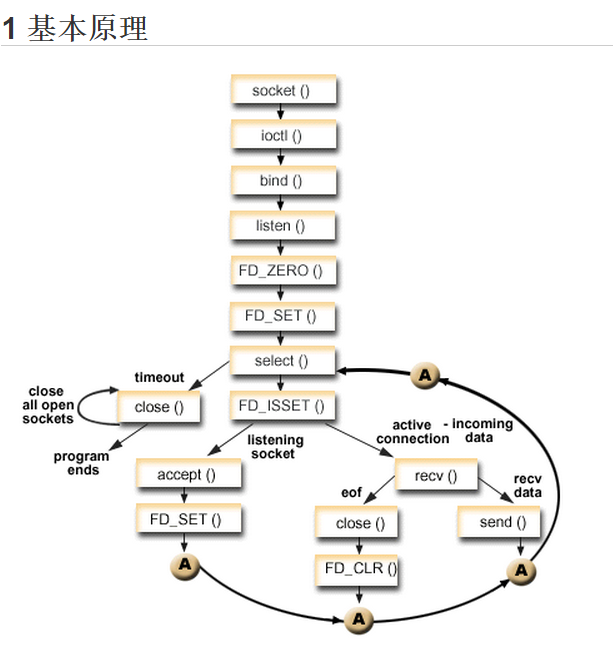 1 基本原理
socket ()
ioctl ()
bind ()
listen ()
FD_ZERO ()
FD_SET ()
select ()
A
timeout
close
all open
sockets
close ()
FD_ISSET ()
program
ends
listening
socket
active - incoming
connection data
accept ()
recv ()
eof
recv
data
FD_SET ()
close ()
send ()
A
FD_CLR ()
A
A